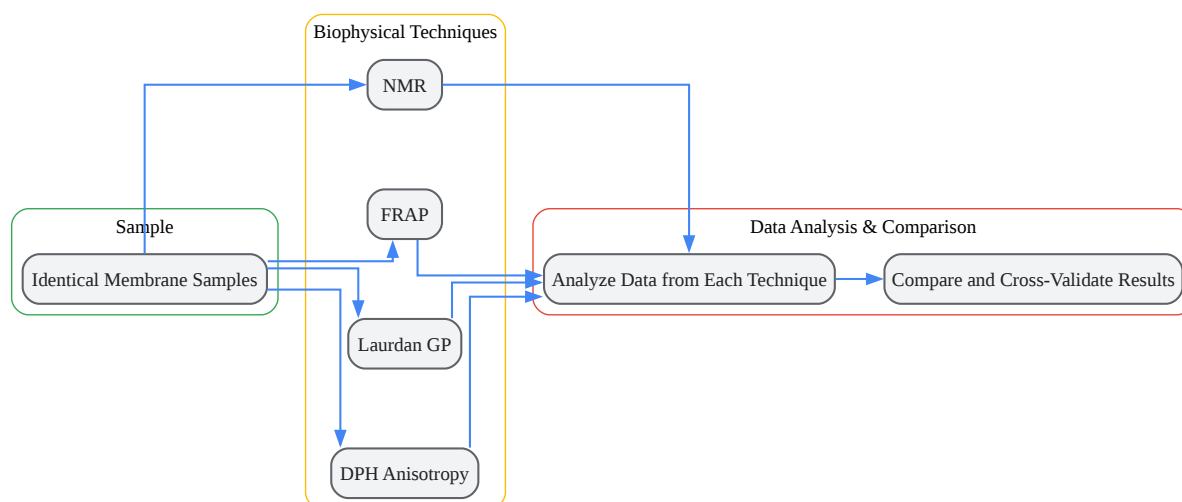 Biophysical Techniques
NMR
FRAP
Sample
Identical Membrane Samples
Laurdan GP
DPH Anisotropy
Data Analysis & Comparison
Analyze Data from Each Technique
Compare and Cross-Validate Results